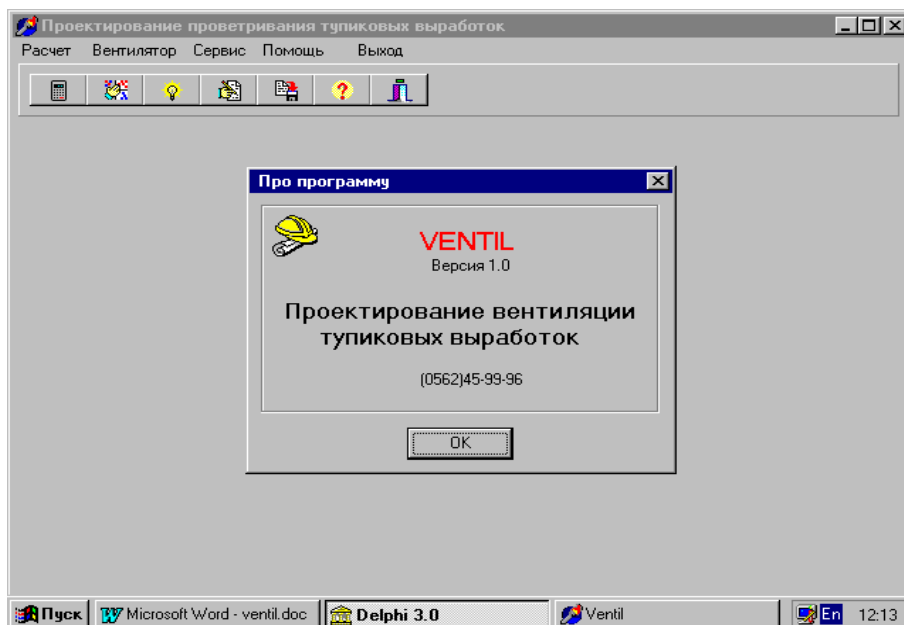 Проектирование проветривания тупиковых выработок
Расчет Вентилятор Сервис Помощь Выход
Про программу
VENTIL
Версия 1.0
Проектирование вентиляции
тупиковых выработок
(0562)45-99-96
OK
Пуск Microsoft Word - ventil.doc Delphi 3.0 Ventil En 12:13